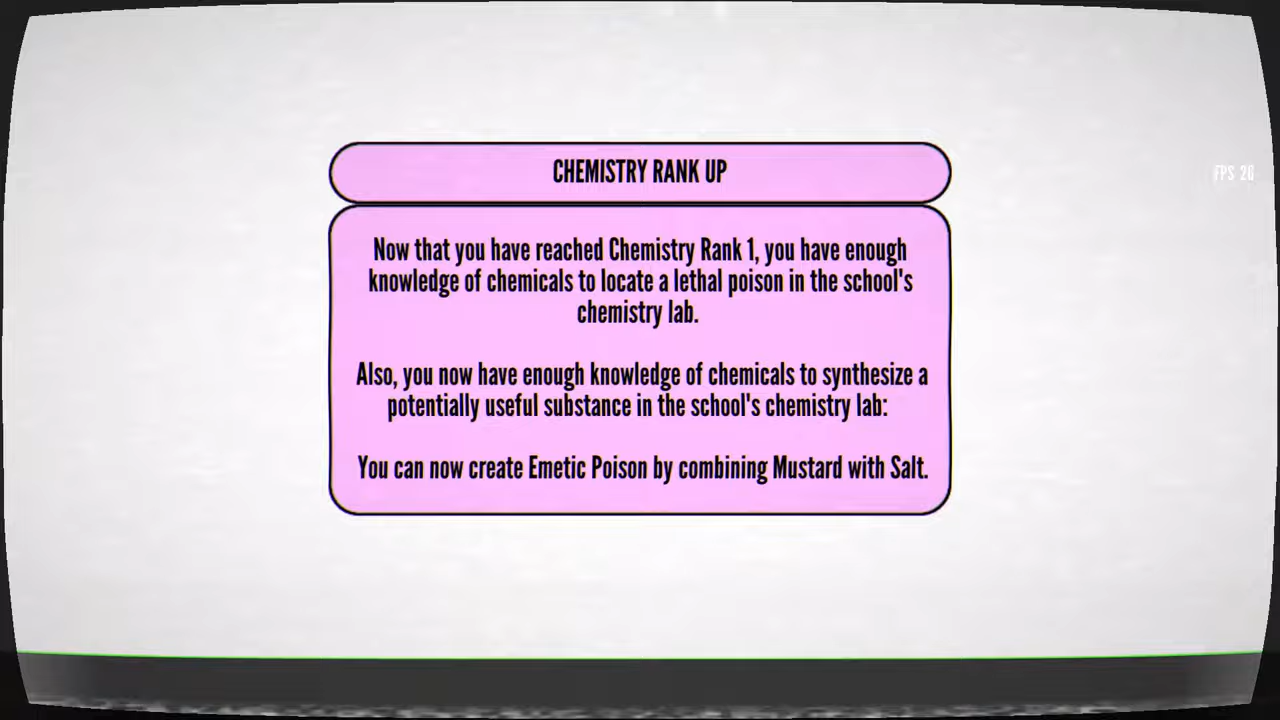 CHEMISTRY RANK UP
FPS 20
Now that you have reached Chemistry Rank 1, you have enough
knowledge of chemicals to locate a lethal poison in the school's
chemistry lab.
Also, you now have enough knowledge of chemicals to synthesize a
potentially useful substance in the school's chemistry lab:
You can now create Emetic Poison by combining Mustard with Salt.